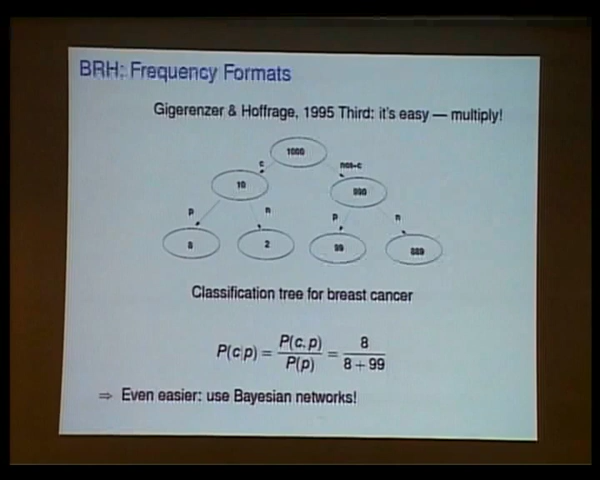 BRH: Frequency Formats
Gigerenzer & Hoffrage, 1995 Third: it's easy — multiply!
1000
c not-c
10 990
p n p n
8 2 99 889
Classification tree for breast cancer
P(c|p) = P(c,p) / P(p) = 8 / 8 + 99
⇒ Even easier: use Bayesian networks!